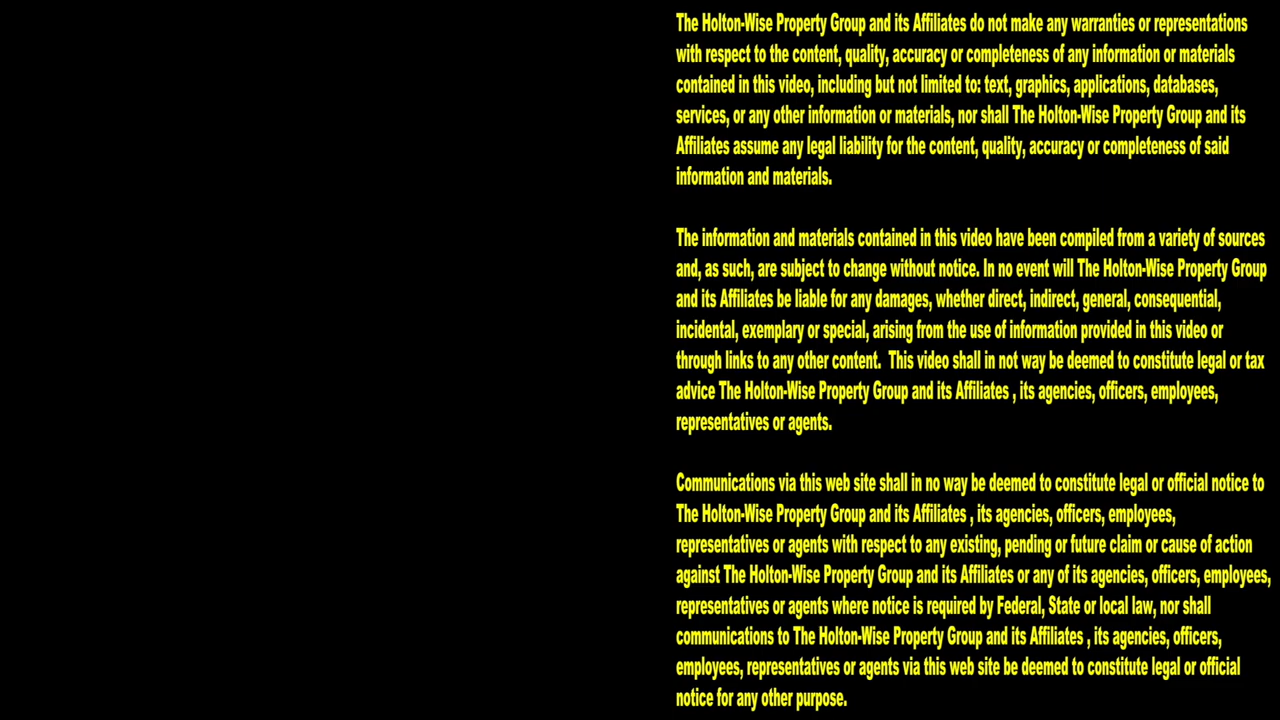 The Holton-Wise Property Group and its Affiliates do not make any warranties or representations
with respect to the content, quality, accuracy or completeness of any information or materials
contained in this video, including but not limited to: text, graphics, applications, databases,
services, or any other information or materials, nor shall The Holton-Wise Property Group and its
Affiliates assume any legal liability for the content, quality, accuracy or completeness of said
information and materials.
The information and materials contained in this video have been compiled from a variety of sources
and, as such, are subject to change without notice. In no event will The Holton-Wise Property Group
and its Affiliates be liable for any damages, whether direct, indirect, general, consequential,
incidental, exemplary or special, arising from the use of information provided in this video or
through links to any other content.  This video shall in not way be deemed to constitute legal or tax
advice The Holton-Wise Property Group and its Affiliates , its agencies, officers, employees,
representatives or agents.
Communications via this web site shall in no way be deemed to constitute legal or official notice to
The Holton-Wise Property Group and its Affiliates , its agencies, officers, employees,
representatives or agents with respect to any existing, pending or future claim or cause of action
against The Holton-Wise Property Group and its Affiliates or any of its agencies, officers, employees,
representatives or agents where notice is required by Federal, State or local law, nor shall
communications to The Holton-Wise Property Group and its Affiliates , its agencies, officers,
employees, representatives or agents via this web site be deemed to constitute legal or official
notice for any other purpose.